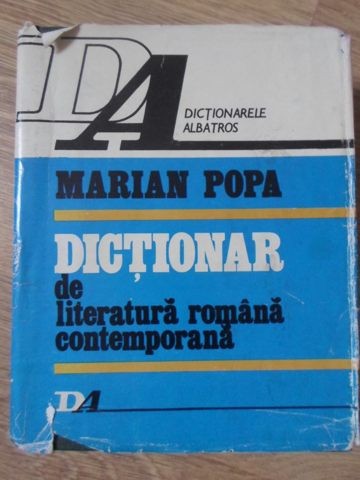 DA
DICȚIONARELE
ALBATROS
MARIAN POPA
DICȚIONAR
de
literatură română
contemporană
DA